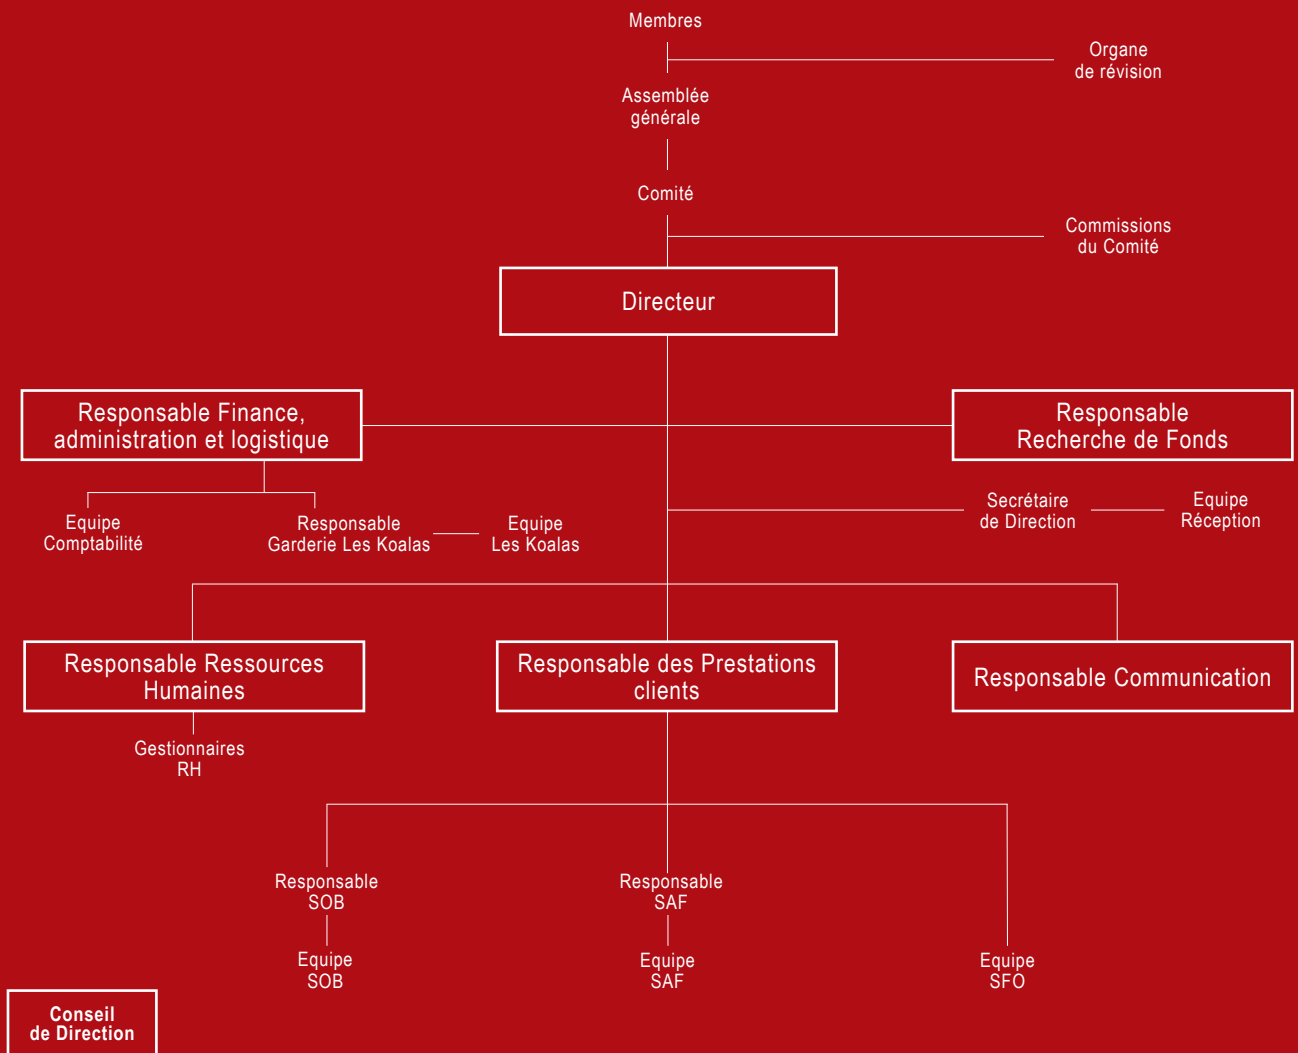 Membres
Organe
de révision
Assemblée
générale
Comité
Commissions
du Comité
Directeur
Responsable Finance,
administration et logistique
Responsable
Recherche de Fonds
Equipe
Comptabilité
Responsable
Garderie Les Koalas
Equipe
Les Koalas
Secrétaire
de Direction
Equipe
Réception
Responsable Ressources
Humaines
Responsable des Prestations
clients
Responsable Communication
Gestionnaires
RH
Responsable
SOB
Responsable
SAF
Equipe
SOB
Equipe
SAF
Equipe
SFO
Conseil
de Direction